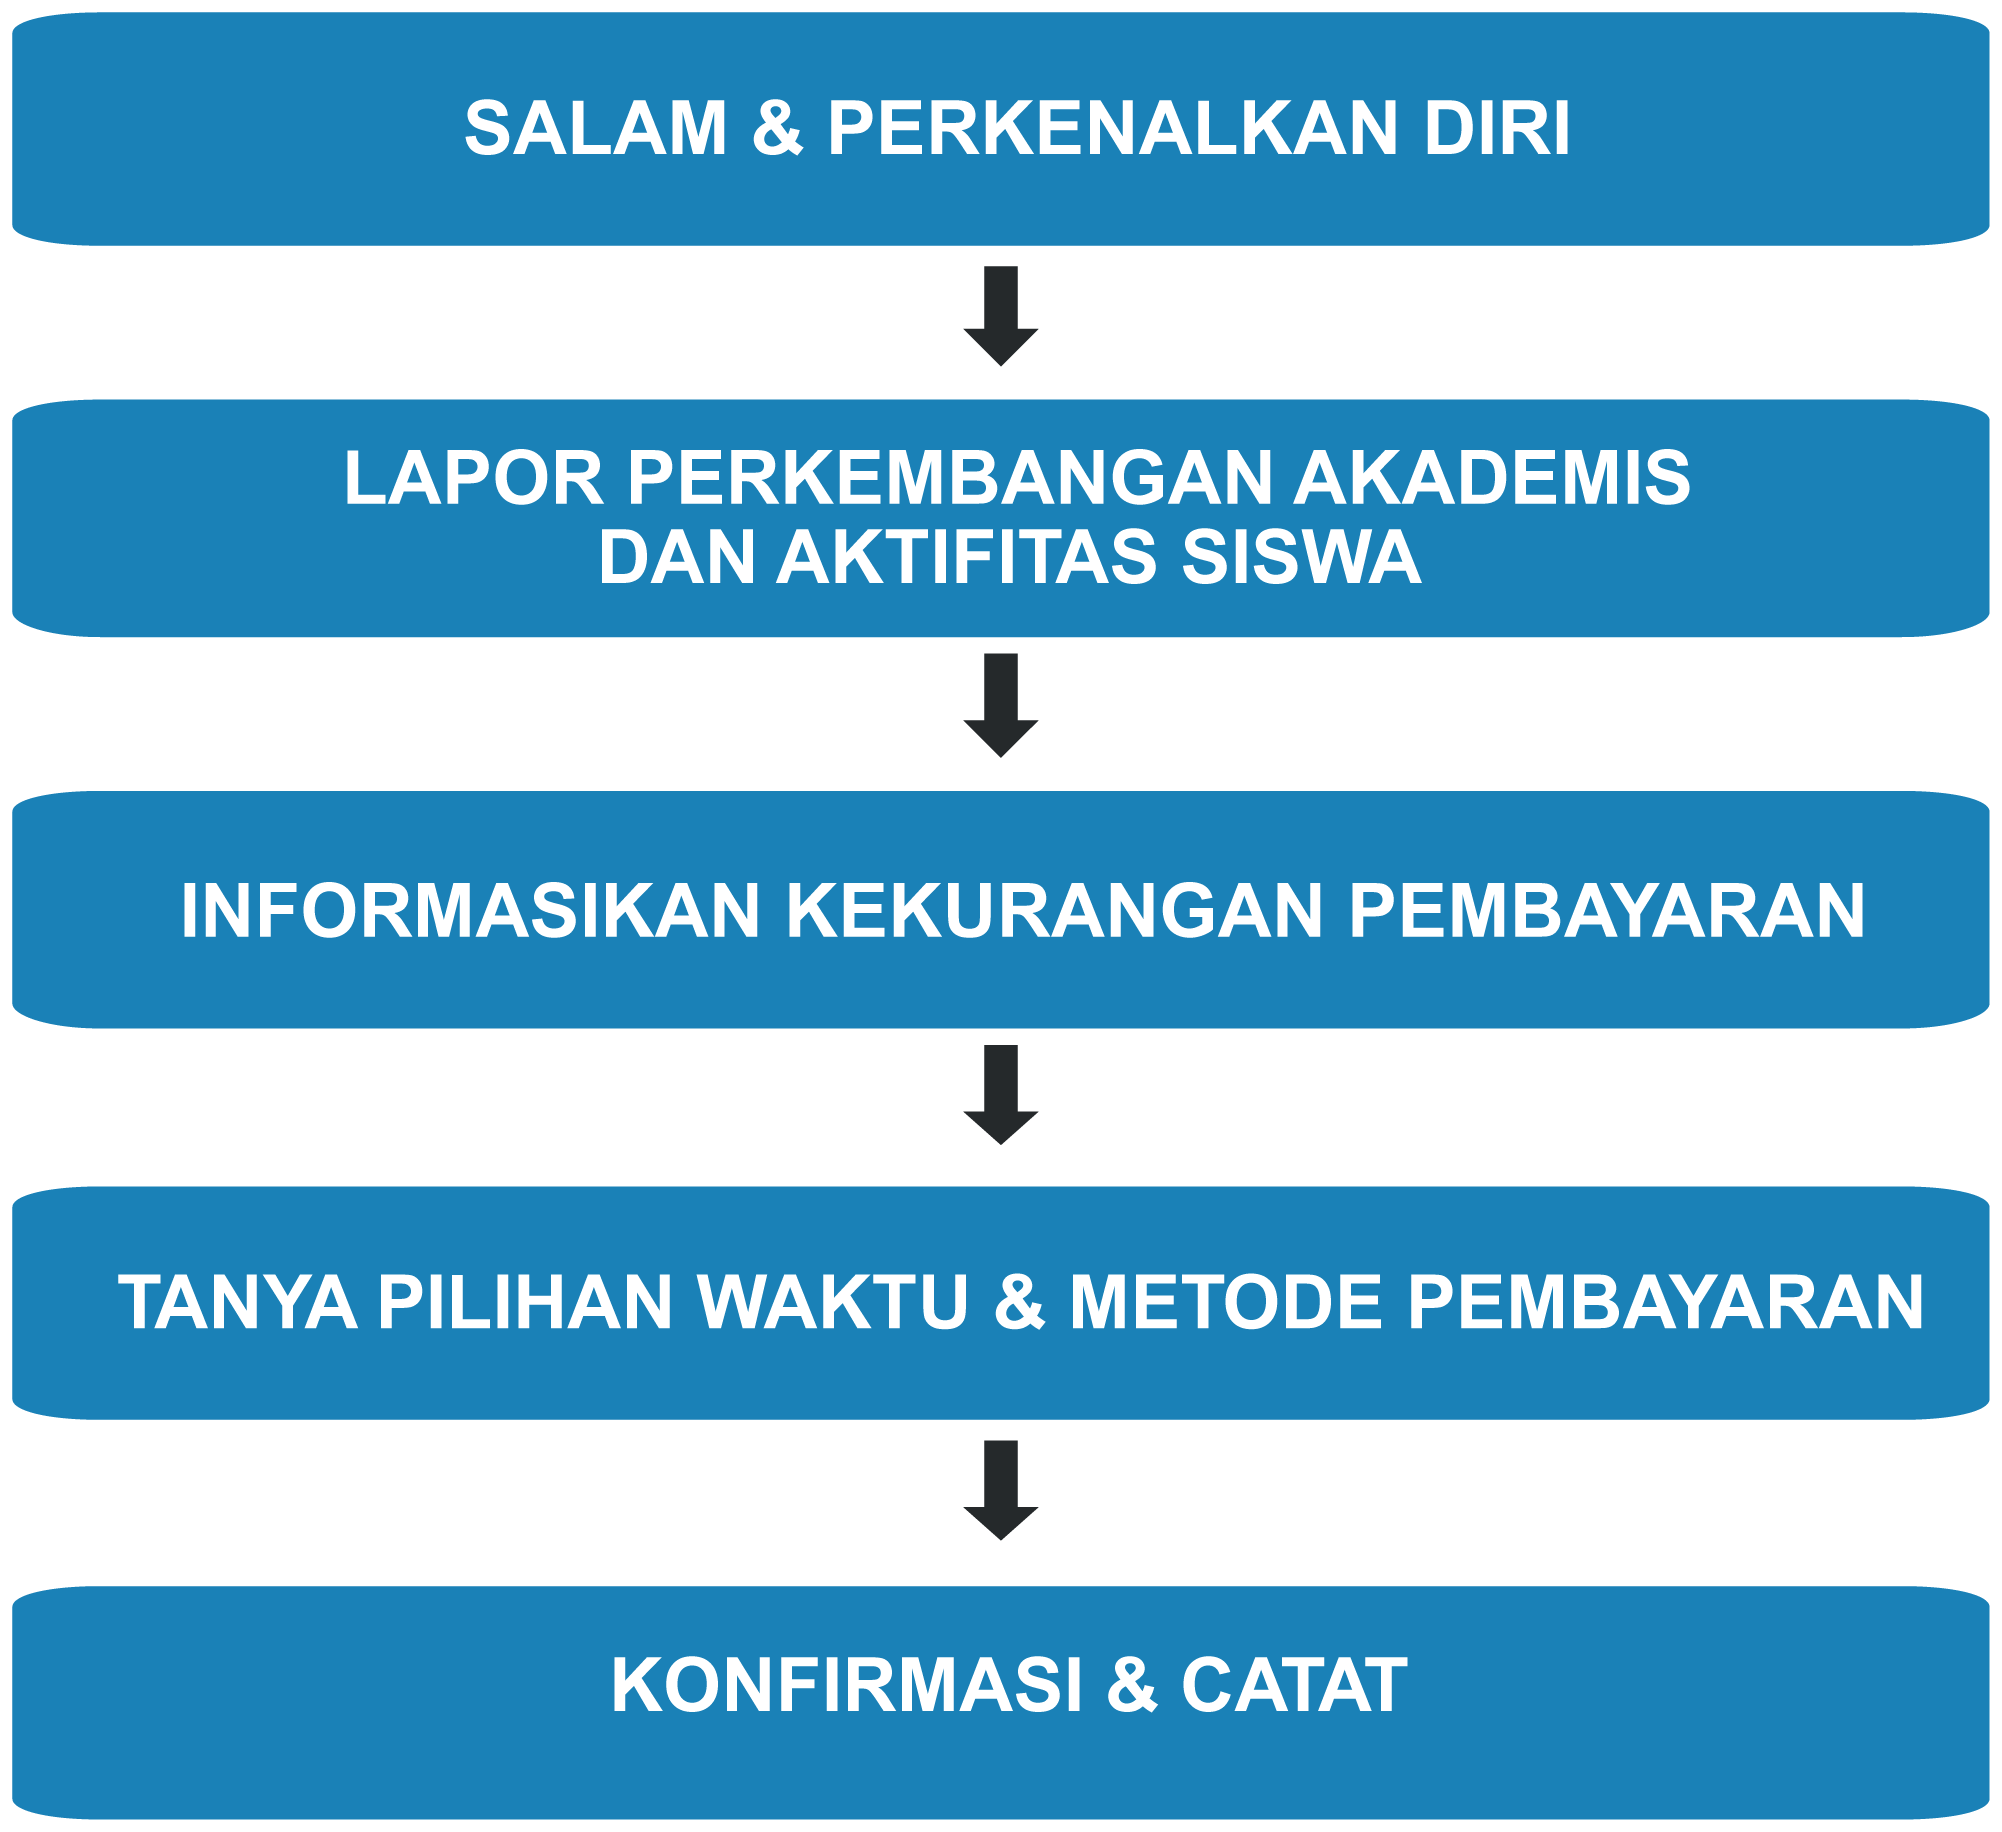 SALAM & PERKENALKAN DIRI
LAPOR PERKEMBANGAN AKADEMIS
DAN AKTIFITAS SISWA
INFORMASIKAN KEKURANGAN PEMBAYARAN
TANYA PILIHAN WAKTU & METODE PEMBAYARAN
KONFIRMASI & CATAT